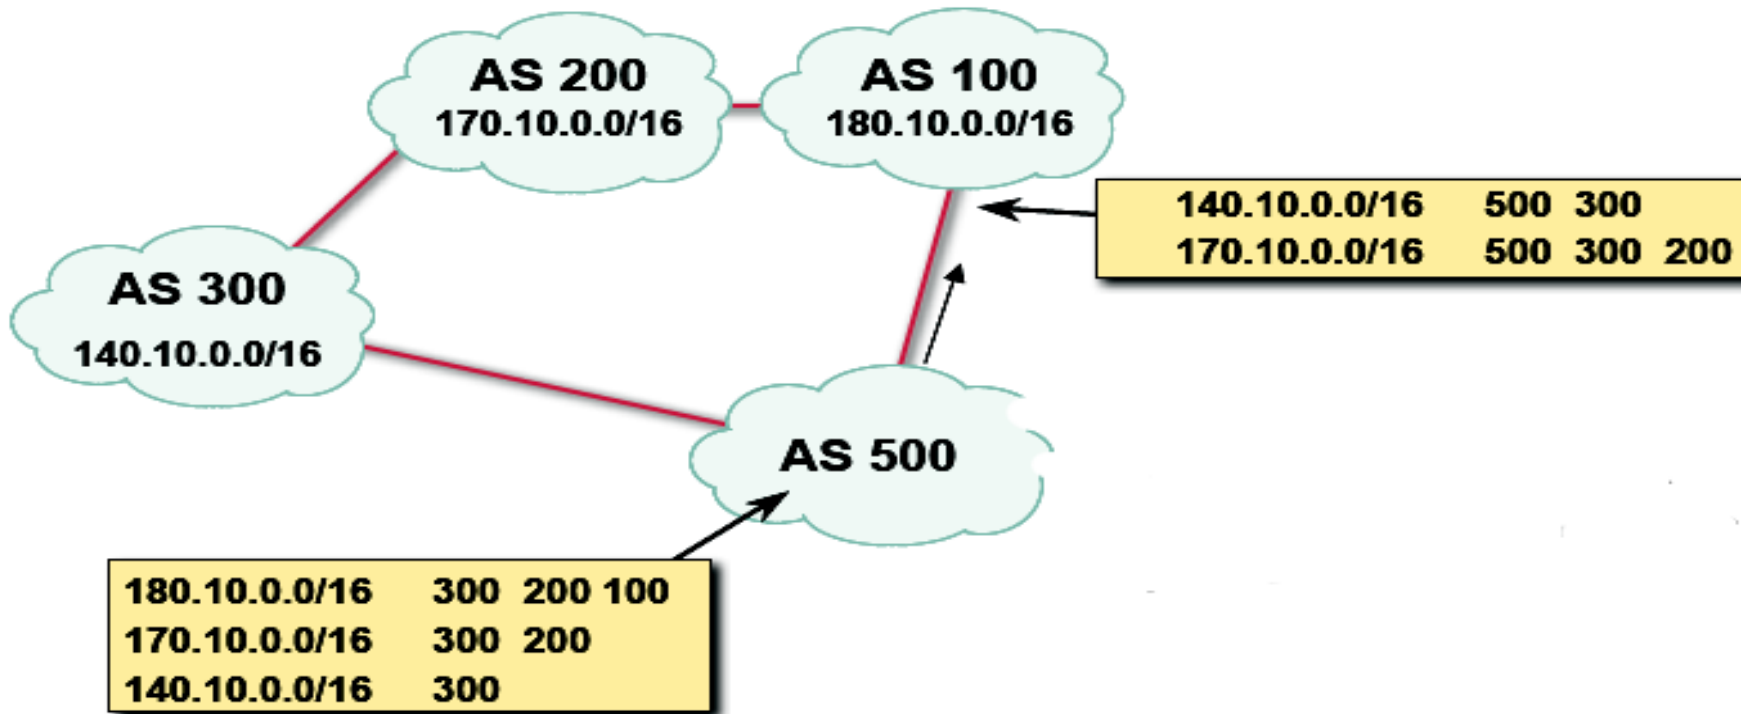 AS 200
170.10.0.0/16
AS 100
180.10.0.0/16
140.10.0.0/16 500 300
170.10.0.0/16 500 300 200
AS 300
140.10.0.0/16
AS 500
180.10.0.0/16 300 200 100
170.10.0.0/16 300 200
140.10.0.0/16 300